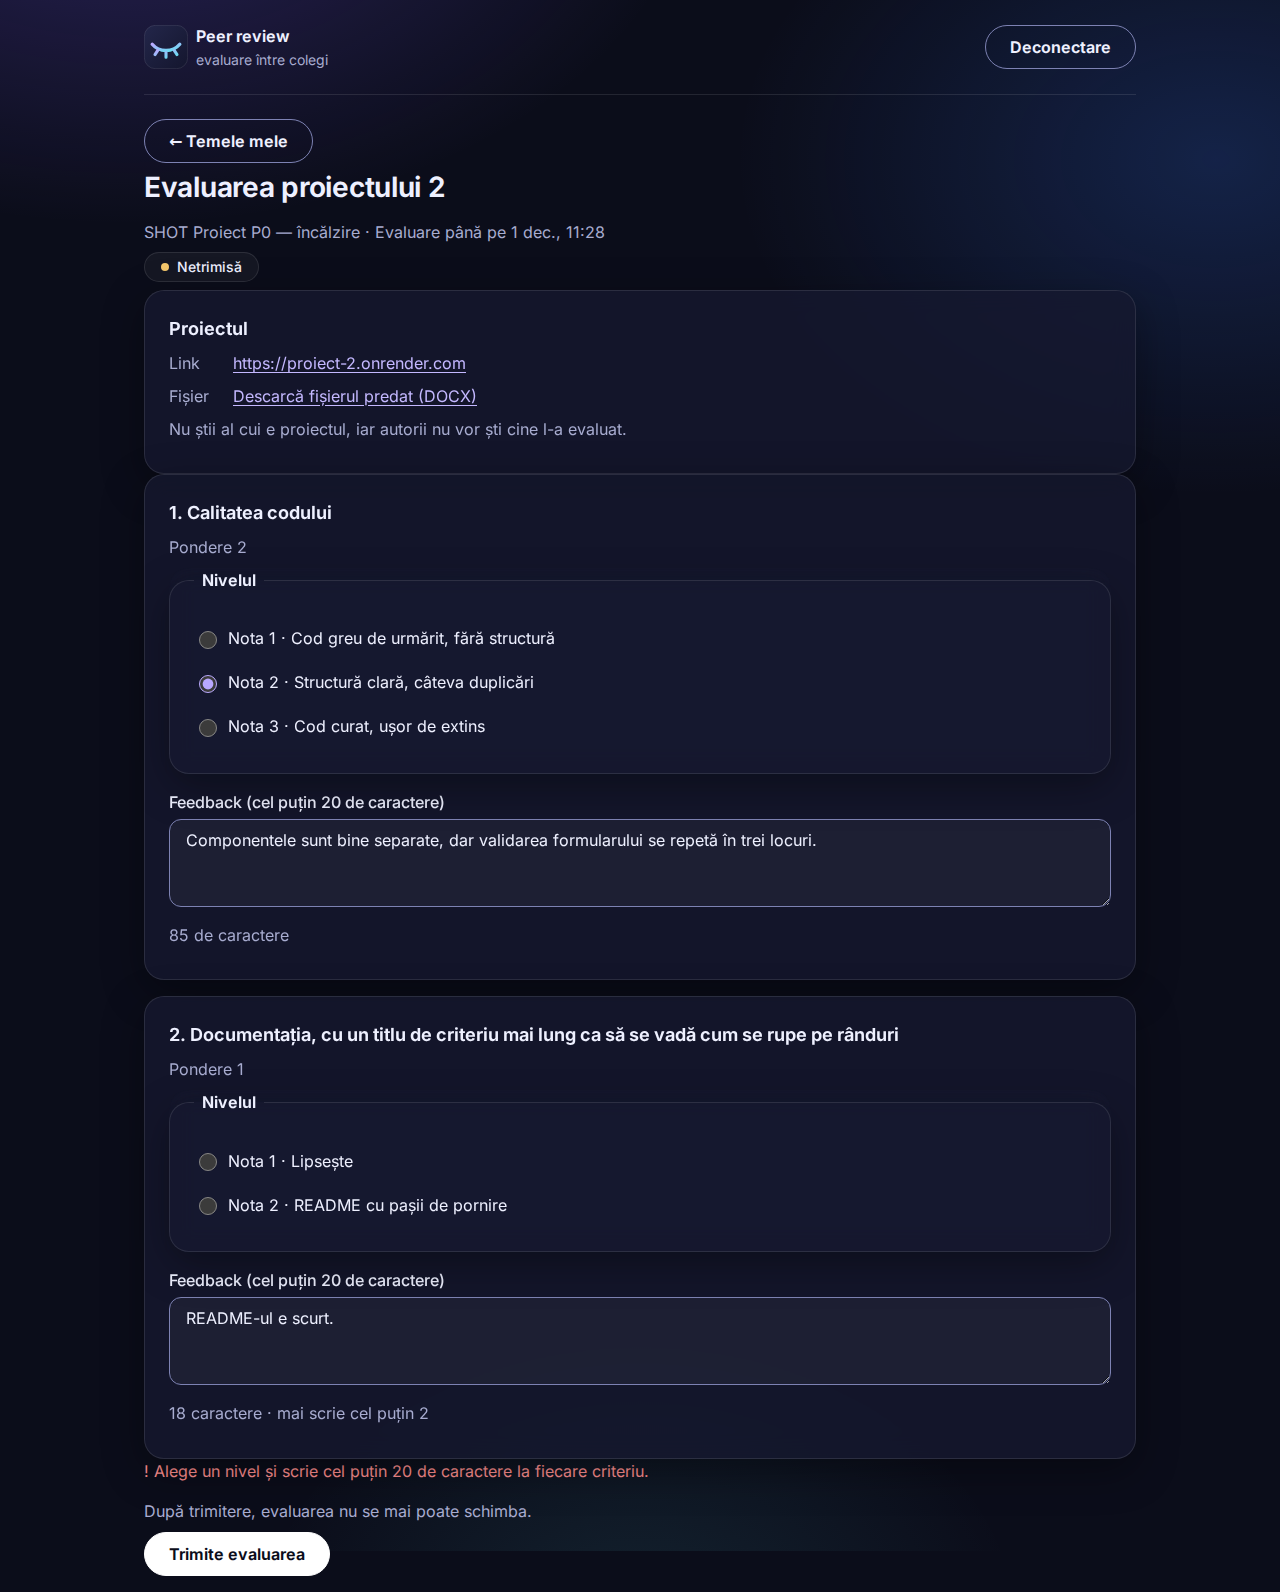 Peer review
evaluare între colegi
Deconectare
← Temele mele
Evaluarea proiectului 2
SHOT Proiect P0 — încălzire · Evaluare până pe 1 dec., 11:28
Netrimisă
Proiectul
Link https://proiect-2.onrender.com
Fișier Descarcă fișierul predat (DOCX)
Nu știi al cui e proiectul, iar autorii nu vor ști cine l-a evaluat.
1. Calitatea codului
Pondere 2
Nivelul
Nota 1 · Cod greu de urmărit, fără structură
Nota 2 · Structură clară, câteva duplicări
Nota 3 · Cod curat, ușor de extins
Feedback (cel puțin 20 de caractere)
Componentele sunt bine separate, dar validarea formularului se repetă în trei locuri.
85 de caractere
2. Documentația, cu un titlu de criteriu mai lung ca să se vadă cum se rupe pe rânduri
Pondere 1
Nivelul
Nota 1 · Lipsește
Nota 2 · README cu pașii de pornire
Feedback (cel puțin 20 de caractere)
README-ul e scurt.
18 caractere · mai scrie cel puțin 2
! Alege un nivel și scrie cel puțin 20 de caractere la fiecare criteriu.
După trimitere, evaluarea nu se mai poate schimba.
Trimite evaluarea